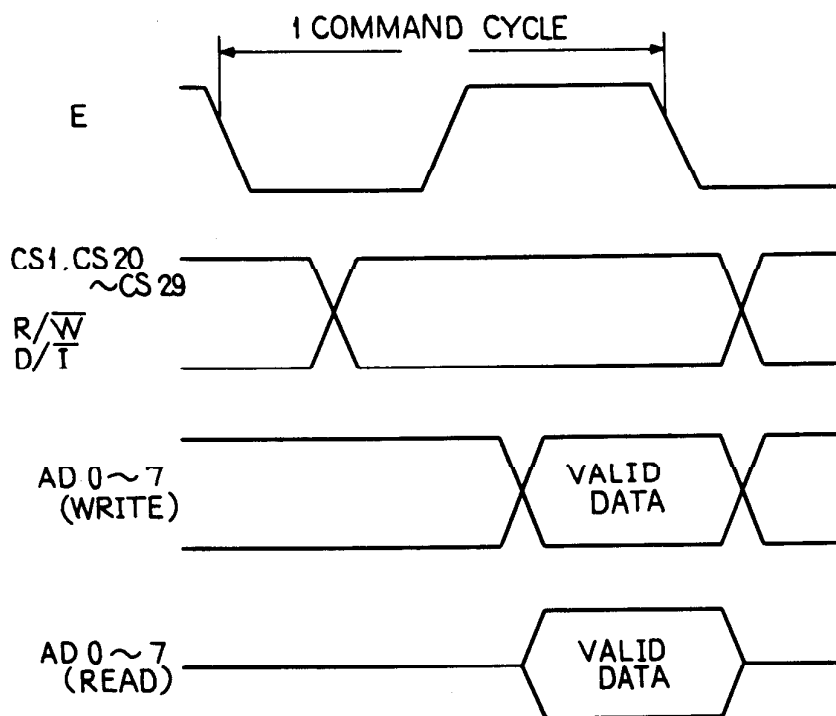 1 COMMAND CYCLE
E
CS1.CS20
～CS29
R/W̅
D/I̅
AD 0～7
(WRITE)
VALID
DATA
AD 0～7
(READ)
VALID
DATA